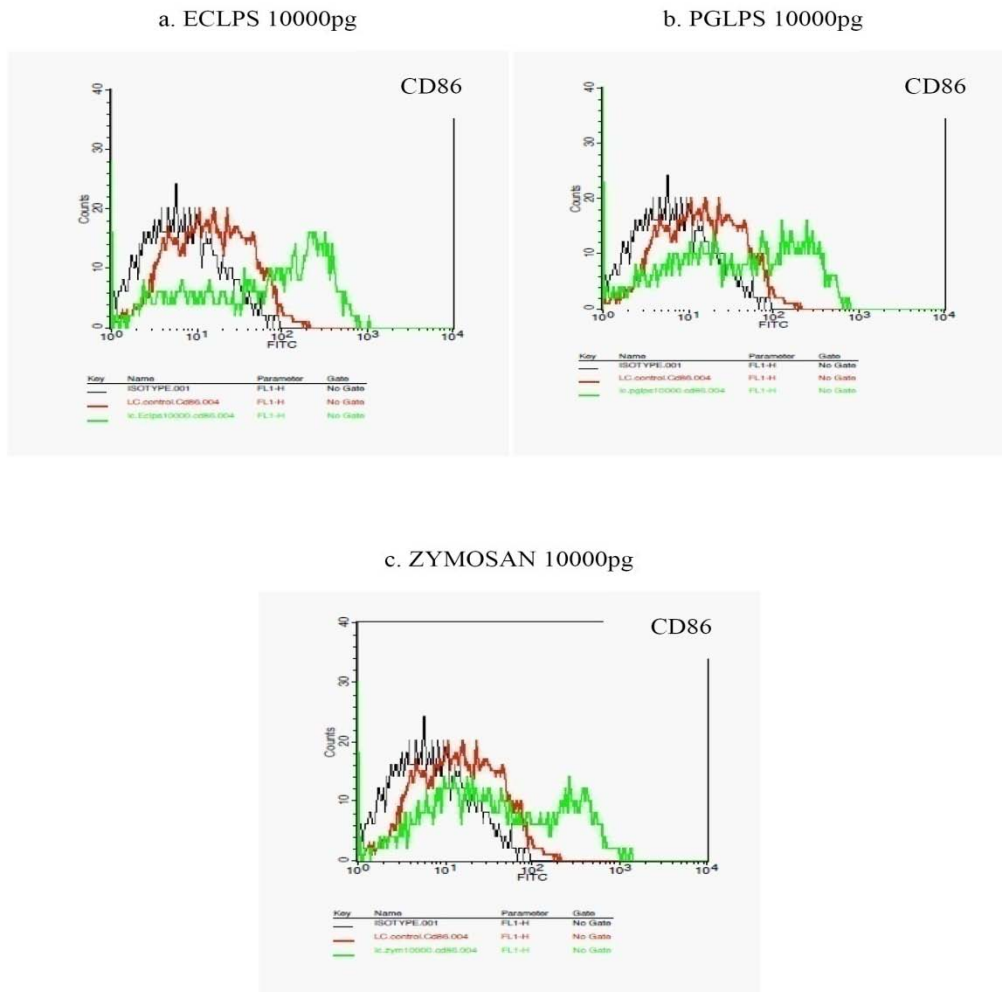 a. ECLPS 10000pg
CD86
40
30
20
10
0
Counts
10⁰ 10¹ 10² 10³ 10⁴
FITC
Key Name Parameter Gate
ISOTYPE.001 FL1-H No Gate
LC.control.Cd86.004 FL1-H No Gate
lc.Eclps10000.cd86.004 FL1-H No Gate
b. PGLPS 10000pg
CD86
40
30
20
10
0
Counts
10⁰ 10¹ 10² 10³ 10⁴
FITC
Key Name Parameter Gate
ISOTYPE.001 FL1-H No Gate
LC.control.Cd86.004 FL1-H No Gate
lc.pglps10000.cd86.004 FL1-H No Gate
c. ZYMOSAN 10000pg
CD86
40
30
20
10
0
Counts
10⁰ 10¹ 10² 10³ 10⁴
FITC
Key Name Parameter Gate
ISOTYPE.001 FL1-H No Gate
LC.control.Cd86.004 FL1-H No Gate
lc.zym10000.cd86.004 FL1-H No Gate